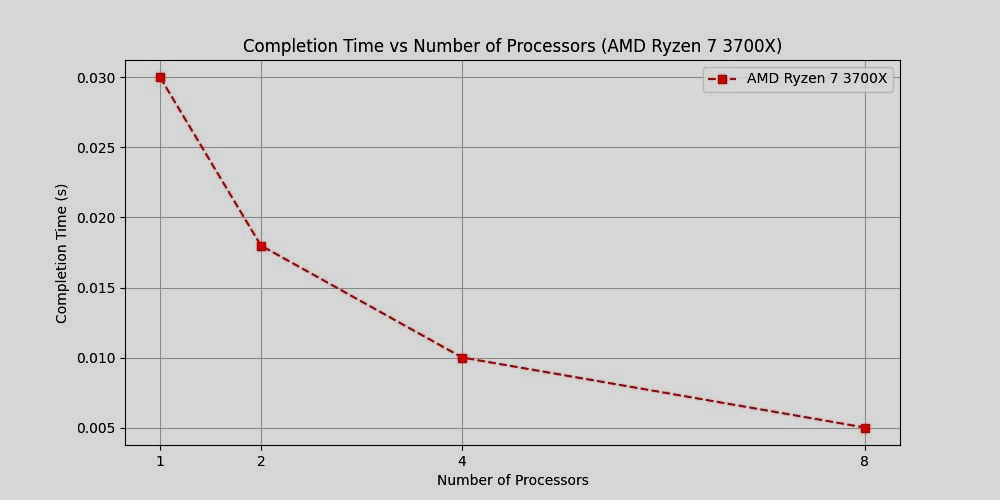 Completion Time vs Number of Processors (AMD Ryzen 7 3700X)
AMD Ryzen 7 3700X
Completion Time (s)
0.030
0.025
0.020
0.015
0.010
0.005
1 2 4 8
Number of Processors